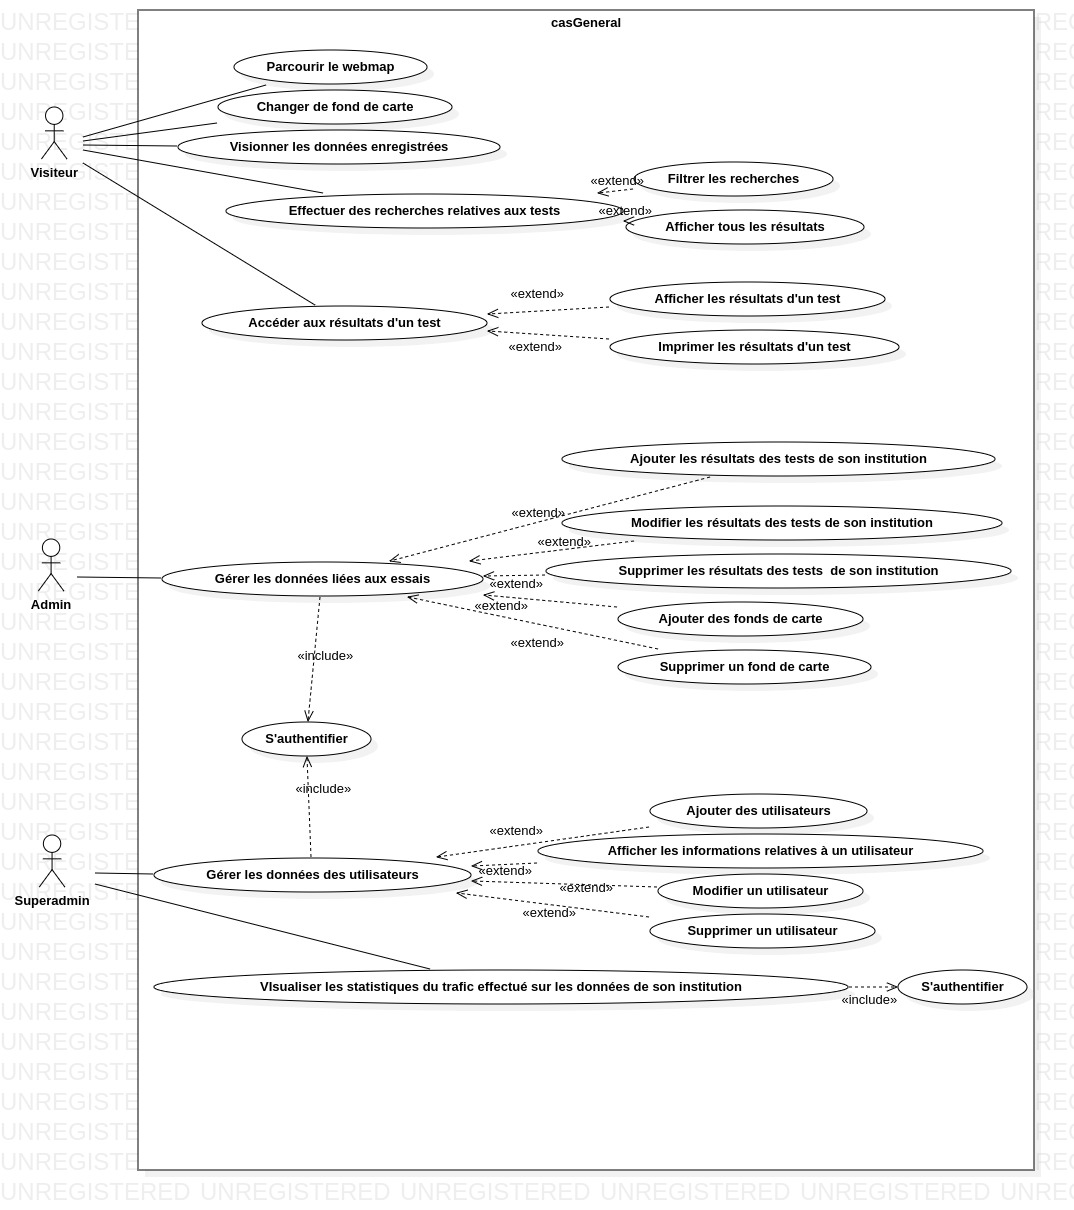 casGeneral
Parcourir le webmap
Changer de fond de carte
Visionner les données enregistrées
Visiteur
«extend»
Filtrer les recherches
Effectuer des recherches relatives aux tests
«extend»
Afficher tous les résultats
«extend»
Afficher les résultats d'un test
Accéder aux résultats d'un test
«extend»
Imprimer les résultats d'un test
Ajouter les résultats des tests de son institution
«extend»
Modifier les résultats des tests de son institution
«extend»
Supprimer les résultats des tests  de son institution
Gérer les données liées aux essais
«extend»
Admin
«extend»
Ajouter des fonds de carte
«extend»
«include»
Supprimer un fond de carte
S'authentifier
«include»
Ajouter des utilisateurs
«extend»
Afficher les informations relatives à un utilisateur
Gérer les données des utilisateurs
«extend»
«extend»
Modifier un utilisateur
Superadmin
«extend»
Supprimer un utilisateur
VIsualiser les statistiques du trafic effectué sur les données de son institution
«include»
S'authentifier
UNREGISTERED UNREGISTERED UNREGISTERED UNREGISTERED UNREGISTERED